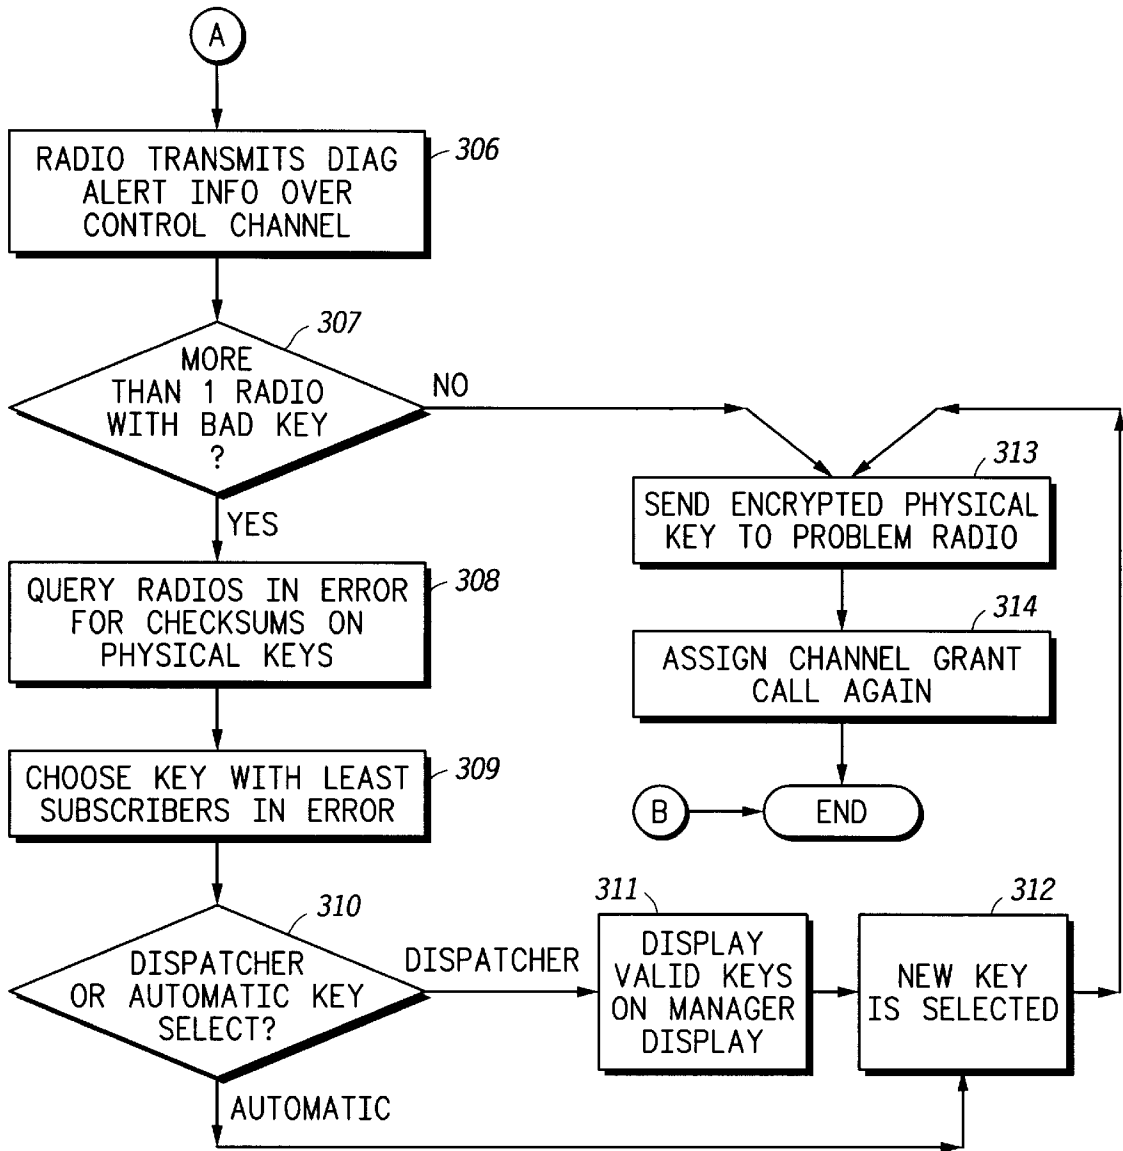 A
RADIO TRANSMITS DIAG
ALERT INFO OVER
CONTROL CHANNEL
306
307
MORE
THAN 1 RADIO
WITH BAD KEY
?
NO
YES
QUERY RADIOS IN ERROR
FOR CHECKSUMS ON
PHYSICAL KEYS
308
CHOOSE KEY WITH LEAST
SUBSCRIBERS IN ERROR
309
310
DISPATCHER
OR AUTOMATIC KEY
SELECT?
DISPATCHER
AUTOMATIC
311
DISPLAY
VALID KEYS
ON MANAGER
DISPLAY
312
NEW KEY
IS SELECTED
313
SEND ENCRYPTED PHYSICAL
KEY TO PROBLEM RADIO
314
ASSIGN CHANNEL GRANT
CALL AGAIN
B
END